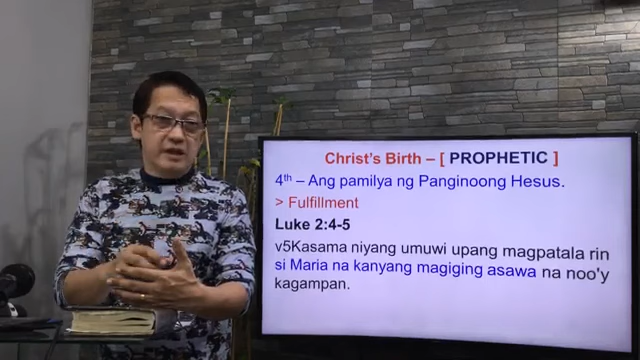 Christ's Birth – [ PROPHETIC ]
4th – Ang pamilya ng Panginoong Hesus.
> Fulfillment
Luke 2:4-5
v5Kasama niyang umuwi upang magpatala rin
si Maria na kanyang magiging asawa na noo'y
kagampan.